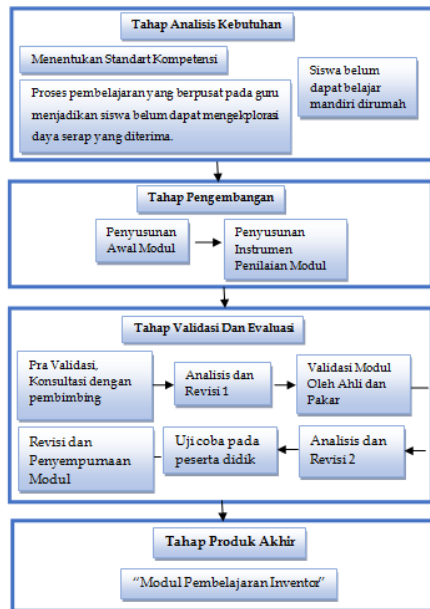 Tahap Analisis Kebutuhan
Menentukan Standart Kompetensi
Proses pembelajaran yang berpusat pada guru
menjadikan siswa belum dapat mengekplorasi
daya serap yang diterima.
Siswa belum
dapat belajar
mandiri dirumah
Tahap Pengembangan
Penyusunan
Awal Modul
Penyusunan
Instrumen
Penilaian Modul
Tahap Validasi Dan Evaluasi
Pra Validasi,
Konsultasi dengan
pembimbing
Analisis dan
Revisi 1
Validasi Modul
Oleh Ahli dan
Pakar
Analisis dan
Revisi 2
Uji coba pada
peserta didik
Revisi dan
Penyempurnaan
Modul
Tahap Produk Akhir
“Modul Pembelajaran Inventor”